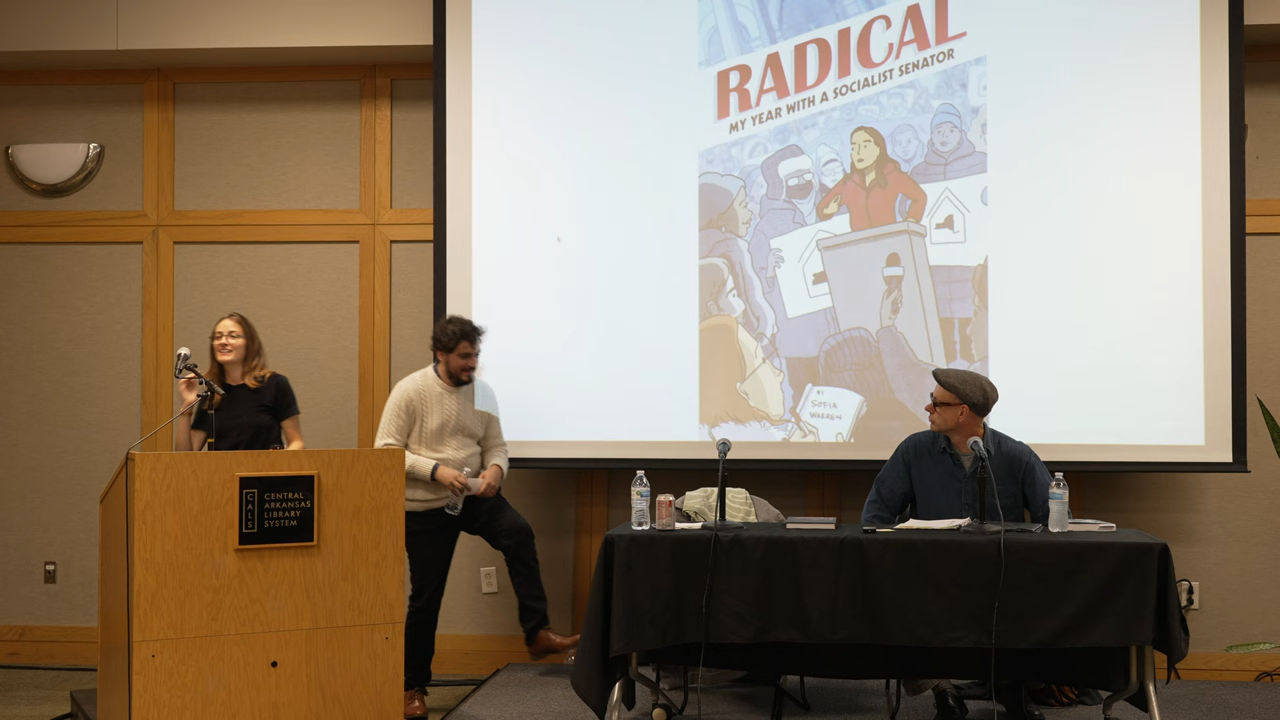 RADICAL
MY YEAR WITH A SOCIALIST SENATOR
BY
SOFIA
WARREN
CALS
CENTRAL
ARKANSAS
LIBRARY
SYSTEM